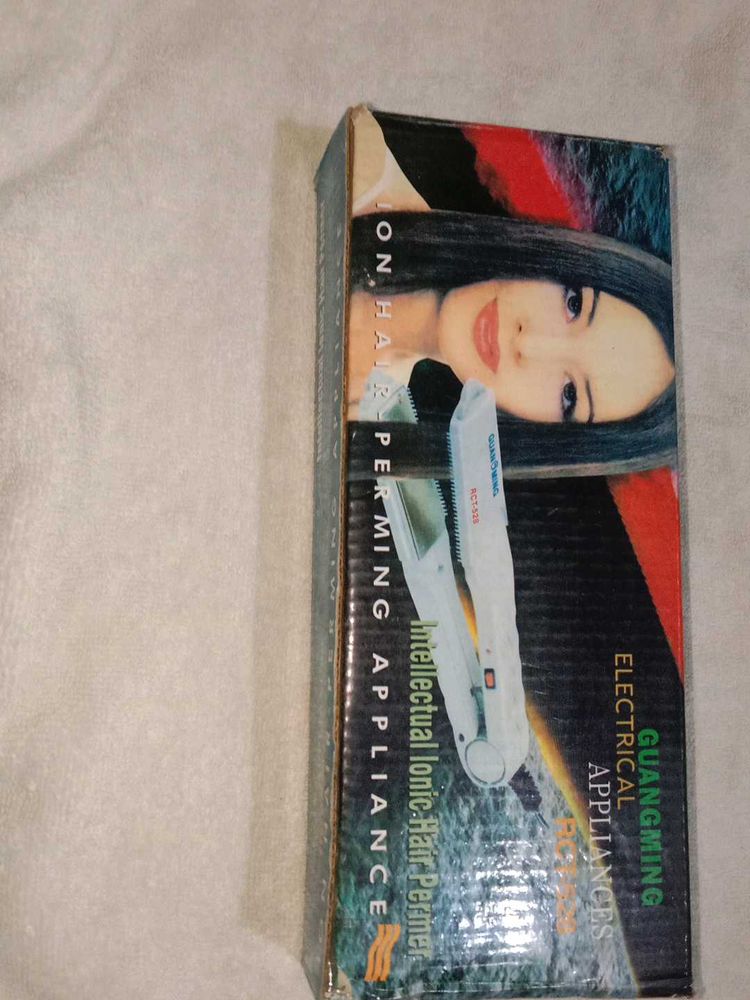 GUANGMING
ELECTRICAL
APPLIANCES
RCT-528
GUANGMING
RCT-528
Intellectual Ionic Hair Permer
ION HAIR-PERMING APPLIANCE